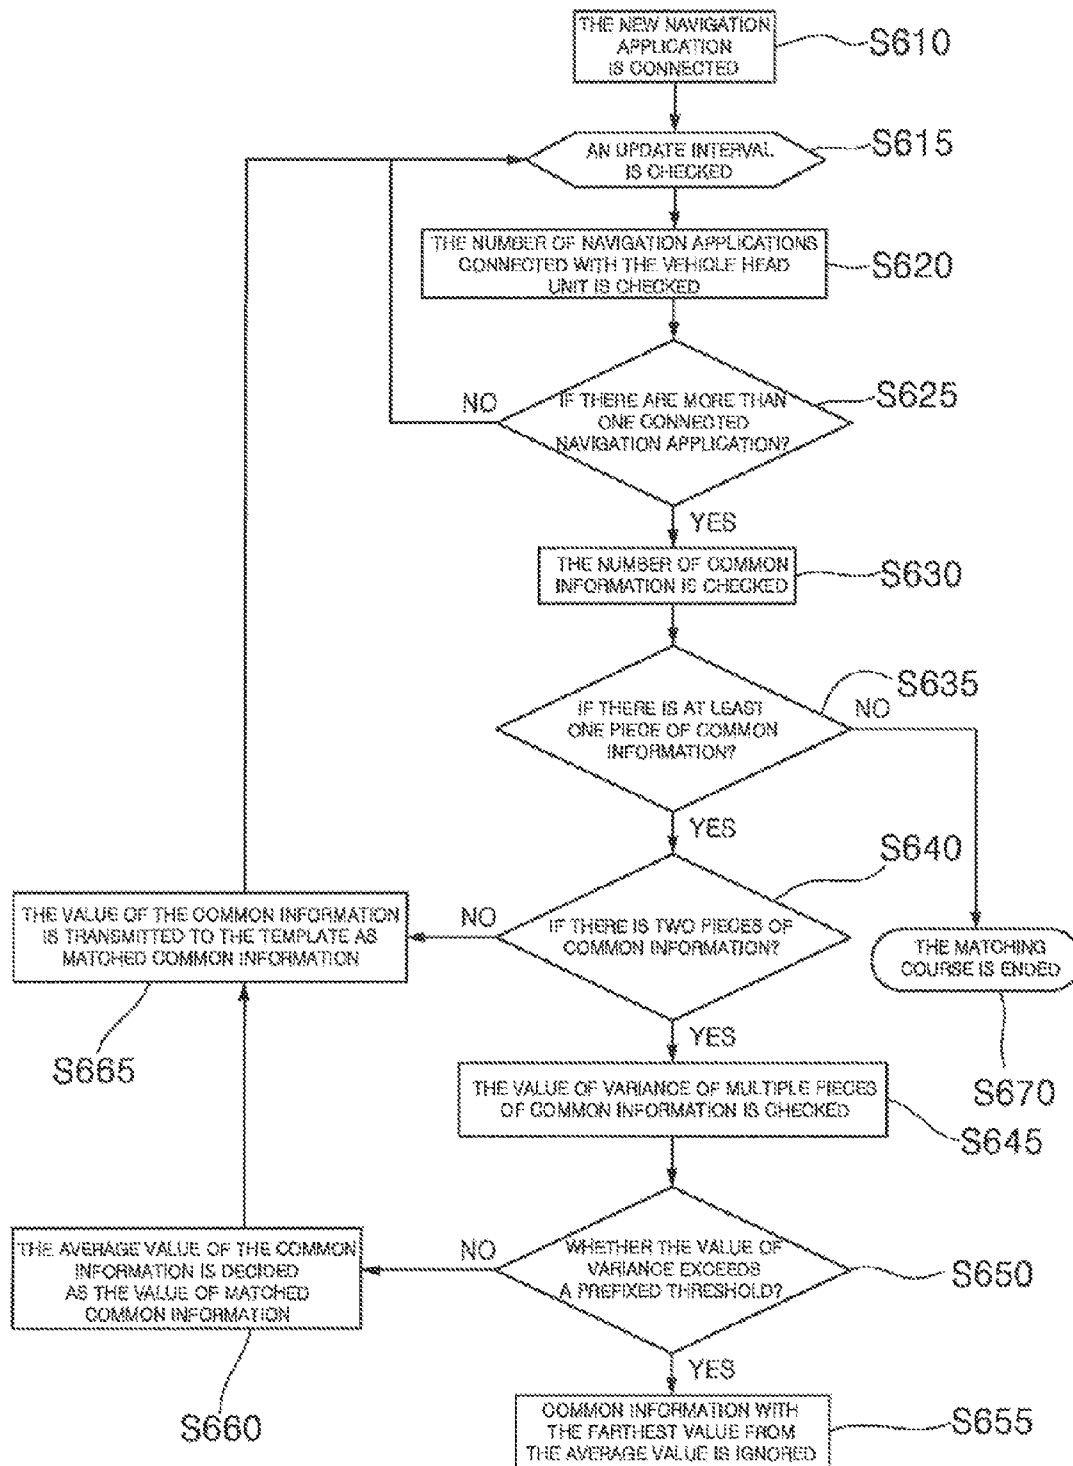 THE NEW NAVIGATION
APPLICATION
IS CONNECTED
S610
AN UPDATE INTERVAL
IS CHECKED
S615
THE NUMBER OF NAVIGATION APPLICATIONS
CONNECTED WITH THE VEHICLE HEAD
UNIT IS CHECKED
S620
IF THERE ARE MORE THAN
ONE CONNECTED
NAVIGATION APPLICATION?
S625
NO
YES
THE NUMBER OF COMMON
INFORMATION IS CHECKED
S630
IF THERE IS AT LEAST
ONE PIECE OF COMMON
INFORMATION?
S635
NO
YES
S640
IF THERE IS TWO PIECES OF
COMMON INFORMATION?
NO
YES
THE VALUE OF THE COMMON INFORMATION
IS TRANSMITTED TO THE TEMPLATE AS
MATCHED COMMON INFORMATION
S665
THE MATCHING
COURSE IS ENDED
S670
THE VALUE OF VARIANCE OF MULTIPLE PIECES
OF COMMON INFORMATION IS CHECKED
S645
WHETHER THE VALUE OF
VARIANCE EXCEEDS
A PREFIXED THRESHOLD?
S650
NO
YES
THE AVERAGE VALUE OF THE COMMON
INFORMATION IS DECIDED
AS THE VALUE OF MATCHED
COMMON INFORMATION
S660
COMMON INFORMATION WITH
THE FARTHEST VALUE FROM
THE AVERAGE VALUE IS IGNORED
S655